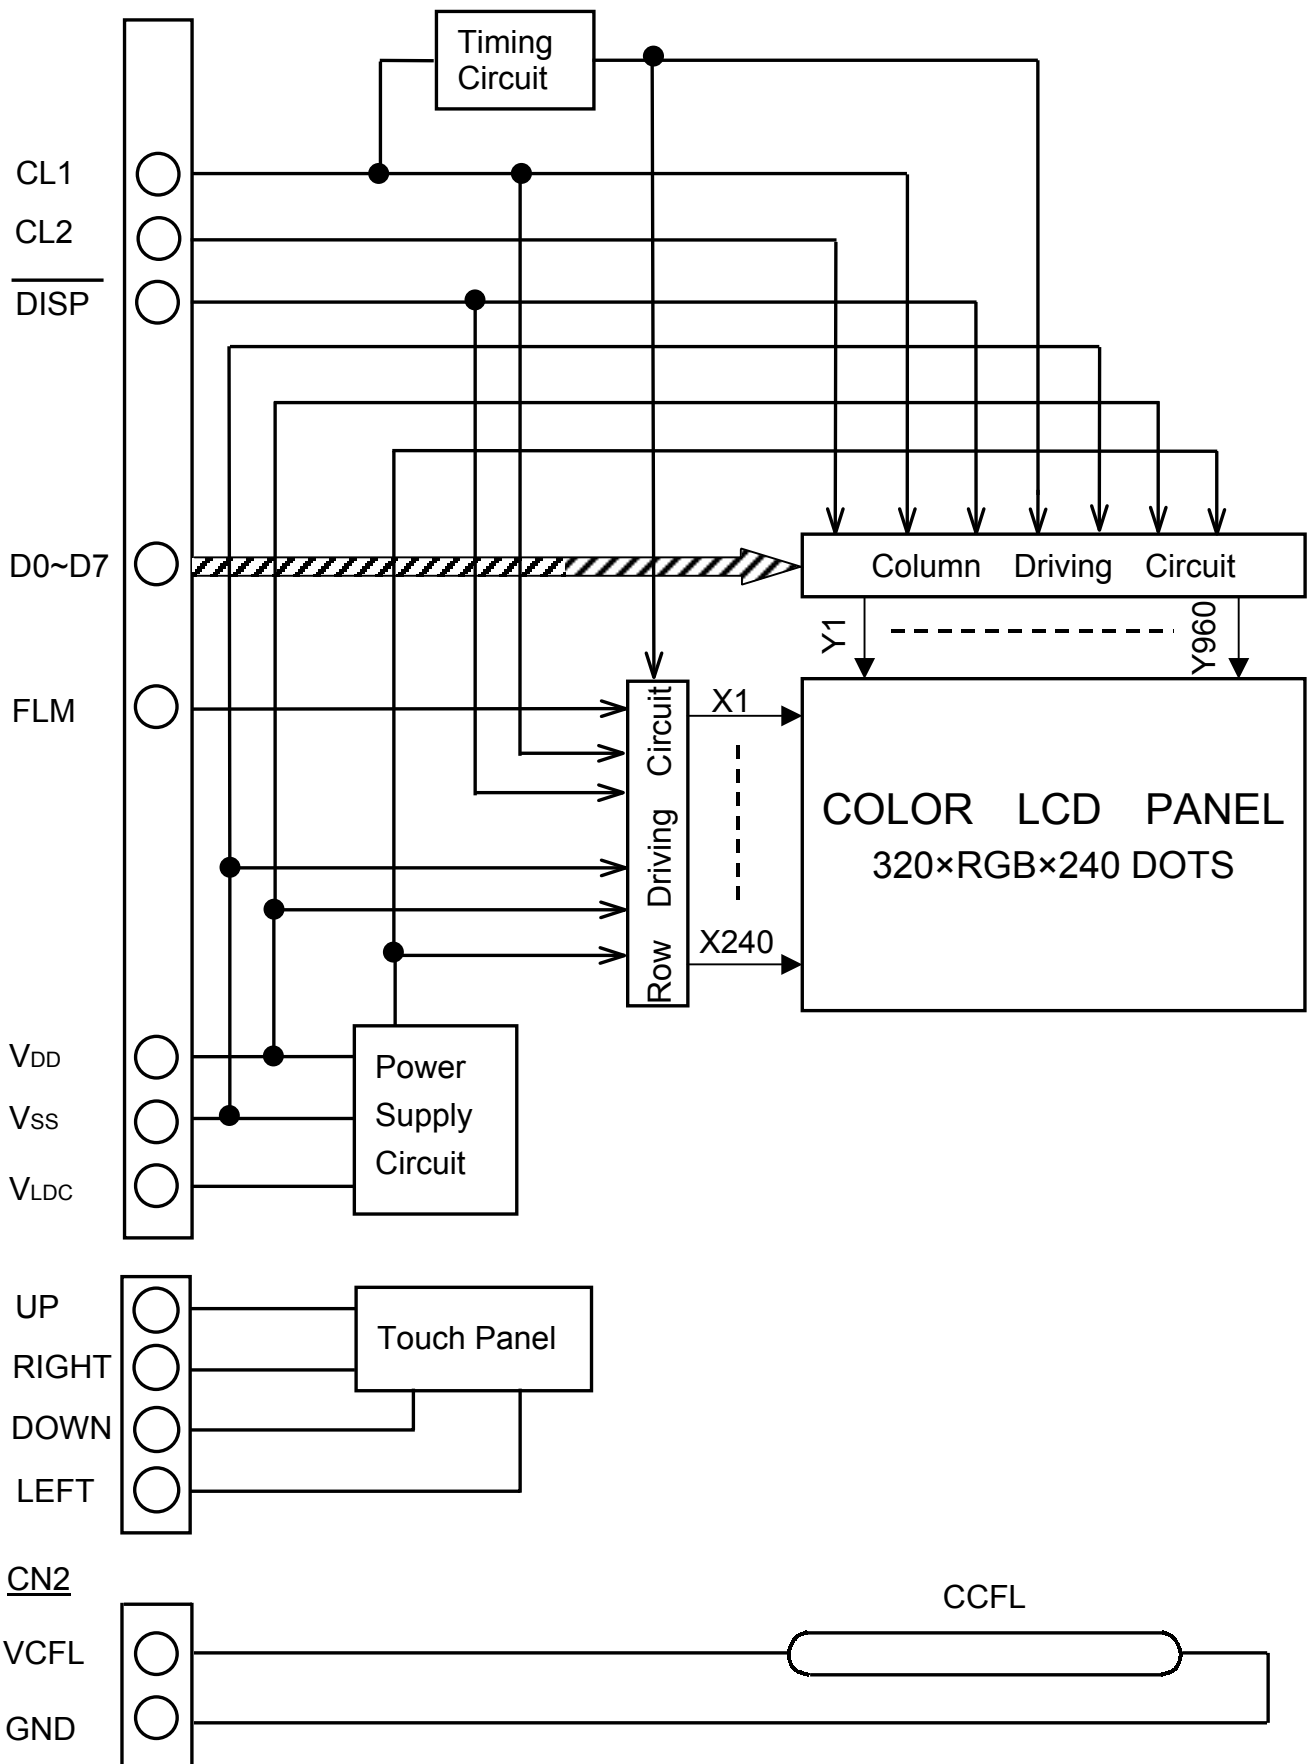 Timing
Circuit
CL1
CL2
DISP
D0~D7
Column Driving Circuit
Y1
Y960
FLM
Row Driving Circuit
X1
X240
COLOR LCD PANEL
320×RGB×240 DOTS
VDD
VSS
VLDC
Power
Supply
Circuit
UP
RIGHT
DOWN
LEFT
Touch Panel
CN2
CCFL
VCFL
GND